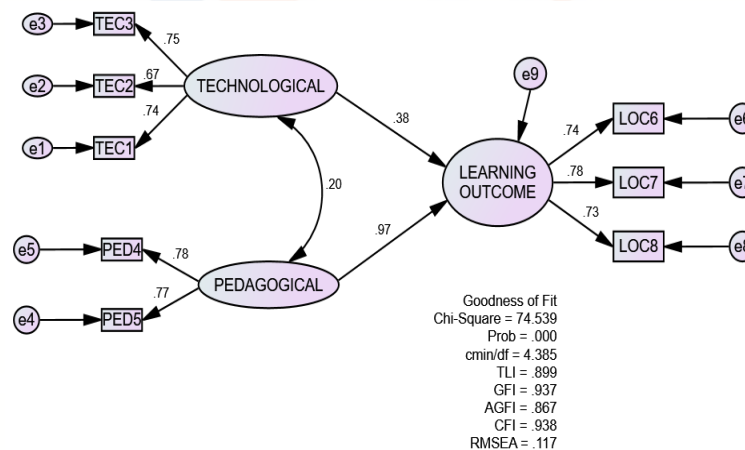 e3
TEC3
.75
e2
TEC2
.67
TECHNOLOGICAL
e1
TEC1
.74
.38
.20
e9
LEARNING
OUTCOME
.74
LOC6
.78
LOC7
.73
LOC8
e5
PED4
.78
.97
PEDAGOGICAL
e4
PED5
.77
Goodness of Fit
Chi-Square = 74.539
Prob = .000
cmin/df = 4.385
TLI = .899
GFI = .937
AGFI = .867
CFI = .938
RMSEA = .117